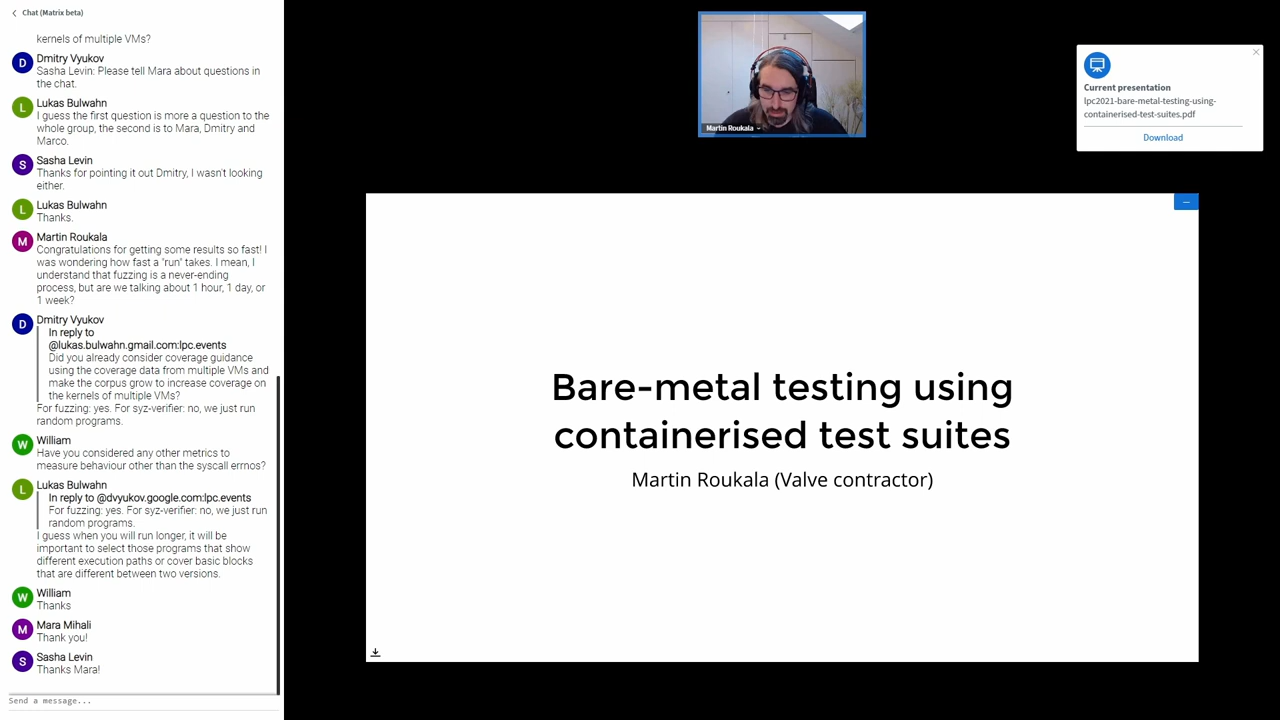 Chat (Matrix beta)
kernels of multiple VMs?
D
Dmitry Vyukov
Sasha Levin: Please tell Mara about questions in
the chat.
L
Lukas Bulwahn
I guess the first question is more a question to the
whole group, the second is to Mara, Dmitry and
Marco.
S
Sasha Levin
Thanks for pointing it out Dmitry, I wasn't looking
either.
L
Lukas Bulwahn
Thanks.
M
Martin Roukala
Congratulations for getting some results so fast! I
was wondering how fast a "run" takes. I mean, I
understand that fuzzing is a never-ending
process, but are we talking about 1 hour, 1 day, or
1 week?
D
Dmitry Vyukov
In reply to
@lukas.bulwahn.gmail.com:lpc.events
Did you already consider coverage guidance
using the coverage data from multiple VMs and
make the corpus grow to increase coverage on
the kernels of multiple VMs?
For fuzzing: yes. For syz-verifier: no, we just run
random programs.
W
William
Have you considered any other metrics to
measure behaviour other than the syscall errnos?
L
Lukas Bulwahn
In reply to @dvyukov.google.com:lpc.events
For fuzzing: yes. For syz-verifier: no, we just run
random programs.
I guess when you will run longer, it will be
important to select those programs that show
different execution paths or cover basic blocks
that are different between two versions.
W
William
Thanks
M
Mara Mihali
Thank you!
S
Sasha Levin
Thanks Mara!
Send a message...
Martin Roukala
Current presentation
lpc2021-bare-metal-testing-using-
containerised-test-suites.pdf
Download
Bare-metal testing using
containerised test suites
Martin Roukala (Valve contractor)